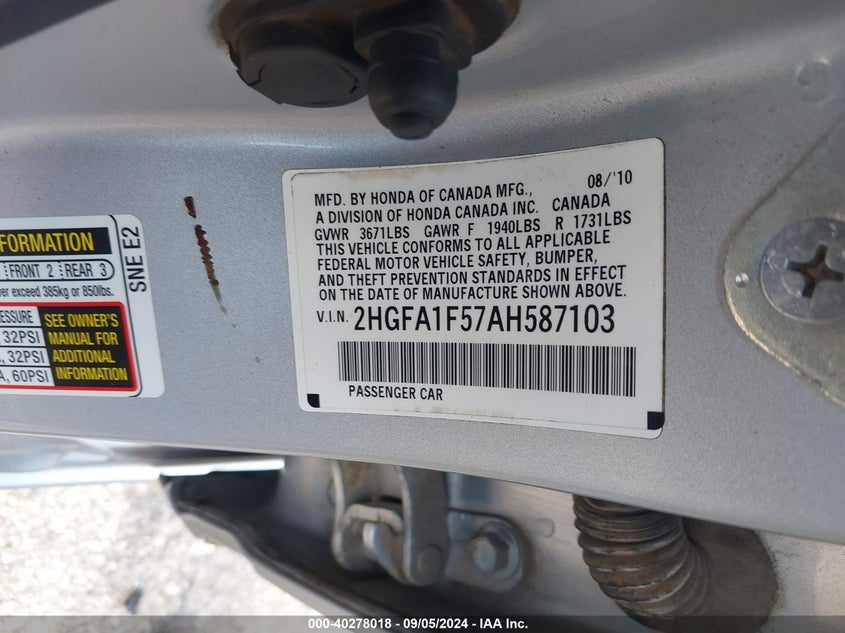 08/'10
MFD. BY HONDA OF CANADA MFG.,
A DIVISION OF HONDA CANADA INC. CANADA
GVWR 3671LBS GAWR F 1940LBS R 1731LBS
THIS VEHICLE CONFORMS TO ALL APPLICABLE
FEDERAL MOTOR VEHICLE SAFETY, BUMPER,
AND THEFT PREVENTION STANDARDS IN EFFECT
ON THE DATE OF MANUFACTURE SHOWN ABOVE.
V.I.N. 2HGFA1F57AH587103
PASSENGER CAR
FRONT 2 REAR 3
exceed 385kg or 850lbs.
SEE OWNER'S
32PSI MANUAL FOR
32PSI ADDITIONAL
60PSI INFORMATION
SNE E2
000-40278018 - 09/05/2024 - IAA Inc.